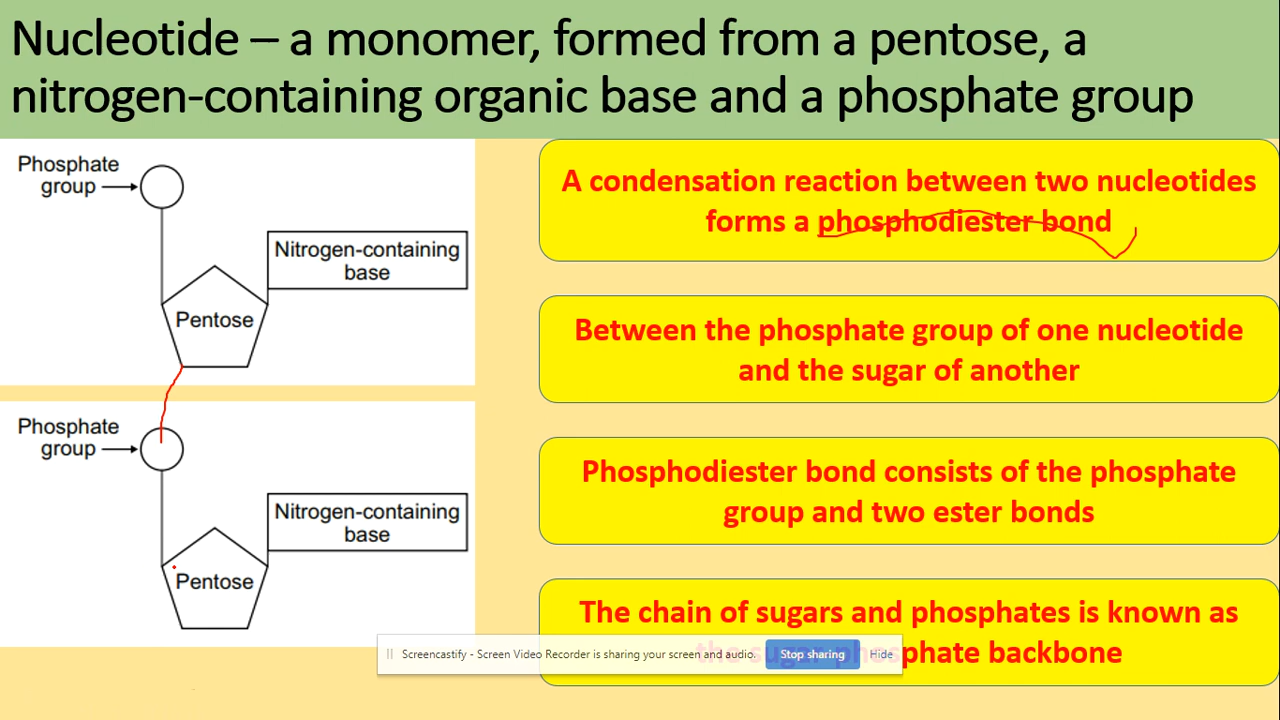 Nucleotide – a monomer, formed from a pentose, a
nitrogen-containing organic base and a phosphate group
Phosphate
group
Nitrogen-containing
base
Pentose
Phosphate
group
Nitrogen-containing
base
Pentose
A condensation reaction between two nucleotides
forms a phosphodiester bond
Between the phosphate group of one nucleotide
and the sugar of another
Phosphodiester bond consists of the phosphate
group and two ester bonds
The chain of sugars and phosphates is known as
the sugar-phosphate backbone
Screencastify - Screen Video Recorder is sharing your screen and audio.
Stop sharing
Hide